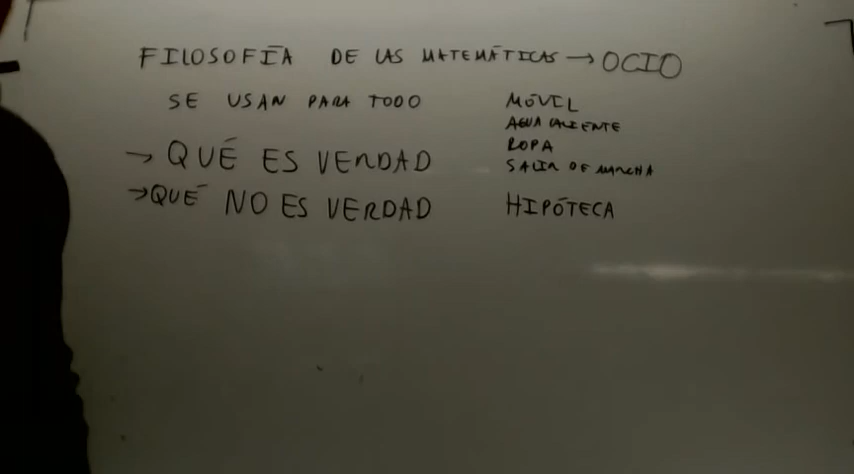 FILOSOFÍA DE LAS MATEMÁTICAS → OCIO
SE USAN PARA TODO
→ QUÉ ES VERDAD
→ QUÉ NO ES VERDAD
MÓVIL
AGUA CALIENTE
ROPA
SALIR DE MARCHA
HIPÓTECA